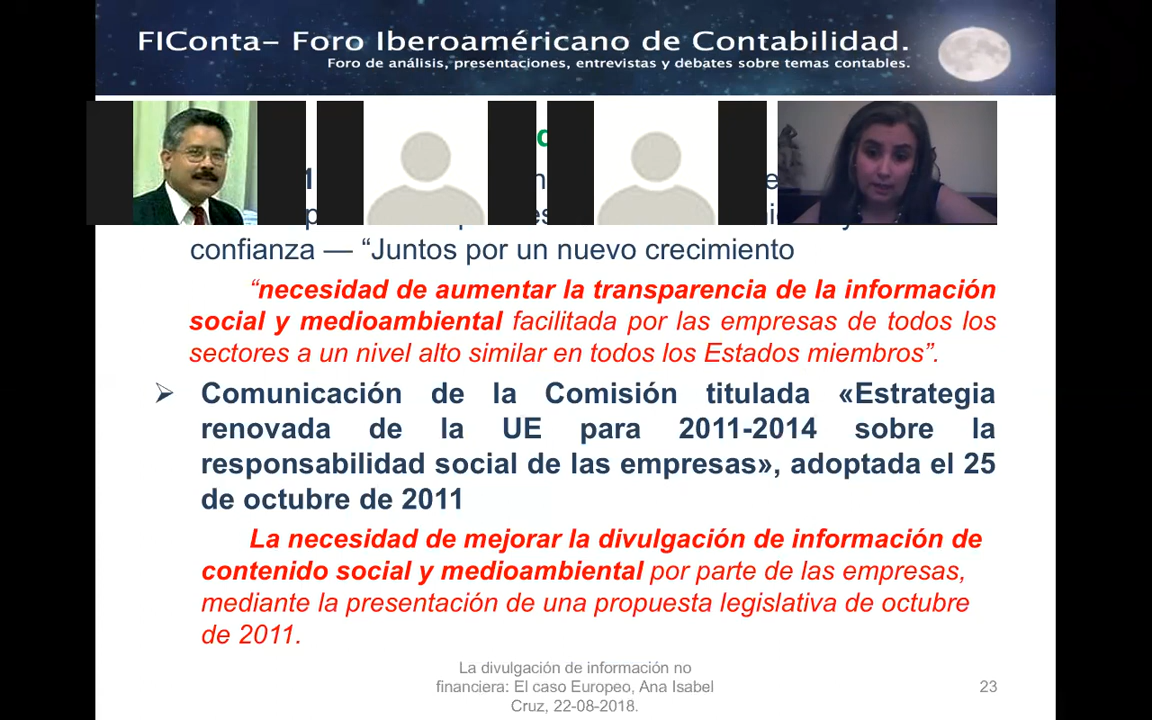 FIConta– Foro Iberoaméricano de Contabilidad.
Foro de análisis, presentaciones, entrevistas y debates sobre temas contables.
confianza — “Juntos por un nuevo crecimiento
“necesidad de aumentar la transparencia de la información
social y medioambiental facilitada por las empresas de todos los
sectores a un nivel alto similar en todos los Estados miembros”.
➢ Comunicación de la Comisión titulada «Estrategia
renovada de la UE para 2011-2014 sobre la
responsabilidad social de las empresas», adoptada el 25
de octubre de 2011
La necesidad de mejorar la divulgación de información de
contenido social y medioambiental por parte de las empresas,
mediante la presentación de una propuesta legislativa de octubre
de 2011.
La divulgación de información no
financiera: El caso Europeo, Ana Isabel
Cruz, 22-08-2018.
23